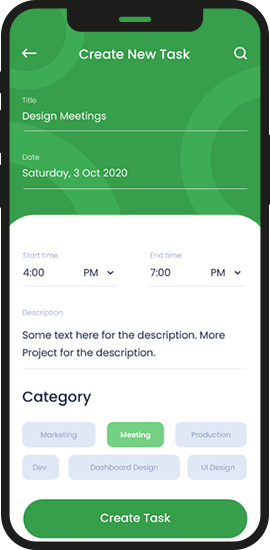 Create New Task
Title
Design Meetings
Date
Saturday, 3 Oct 2020
Start time End time
4:00 PM 7:00 PM
Description
Some text here for the description. More
Project for the description.
Category
Marketing Meeting Production
Dev Dashboard Design UI Design
Create Task